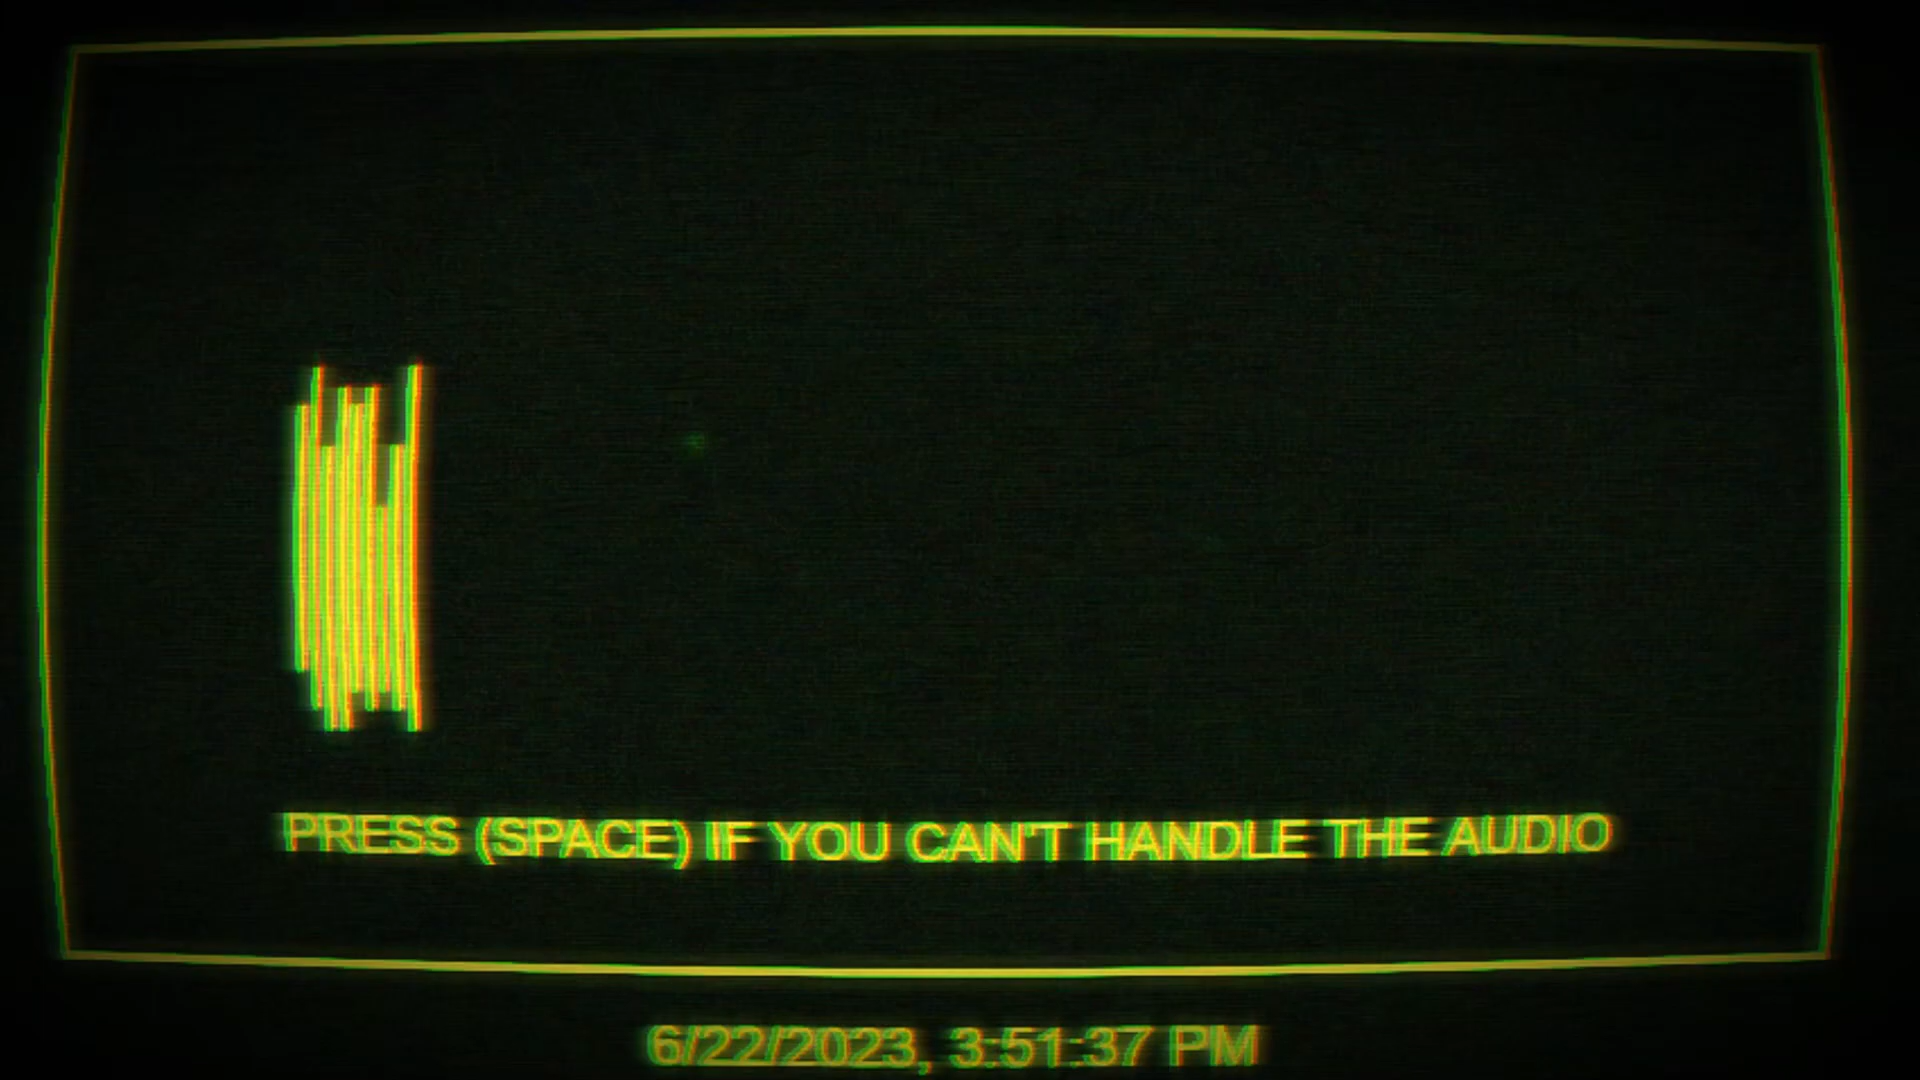 PRESS (SPACE) IF YOU CAN'T HANDLE THE AUDIO
6/22/2023, 3:51:37 PM